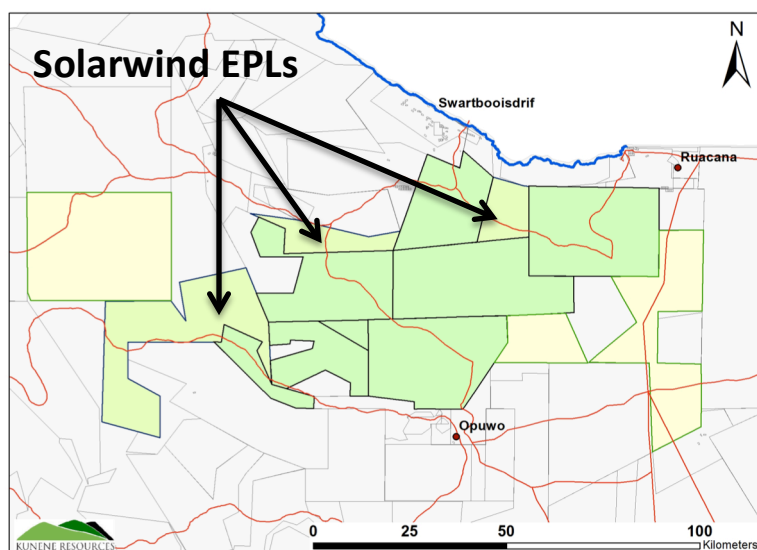 Solarwind EPLs
N
Swartbooisdrif
Ruacana
Opuwo
KUNENE RESOURCES
0 25 50 100
Kilometers